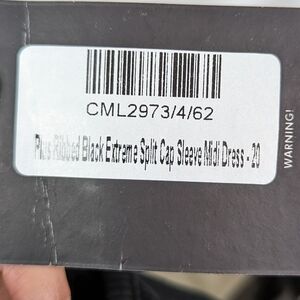 CML2973/4/62
Plus Ribbed Black Extreme Split Cap Sleeve Midi Dress - 20
WARNING!